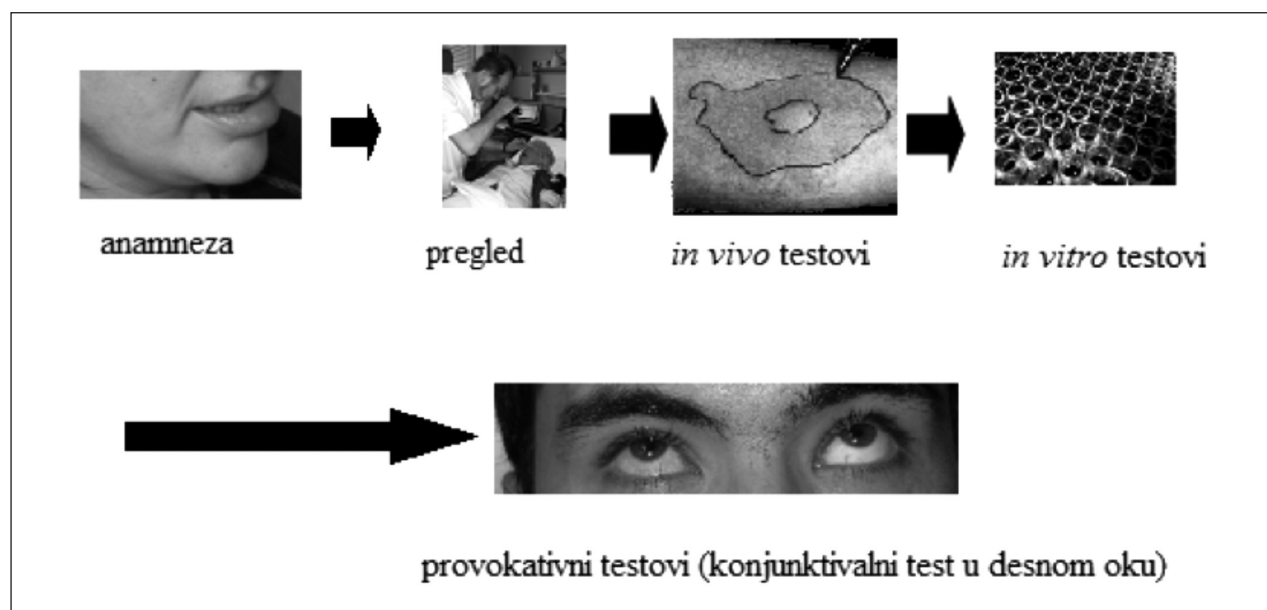 anamneza
pregled
in vivo testovi
in vitro testovi
provokativni testovi (konjunktivalni test u desnom oku)